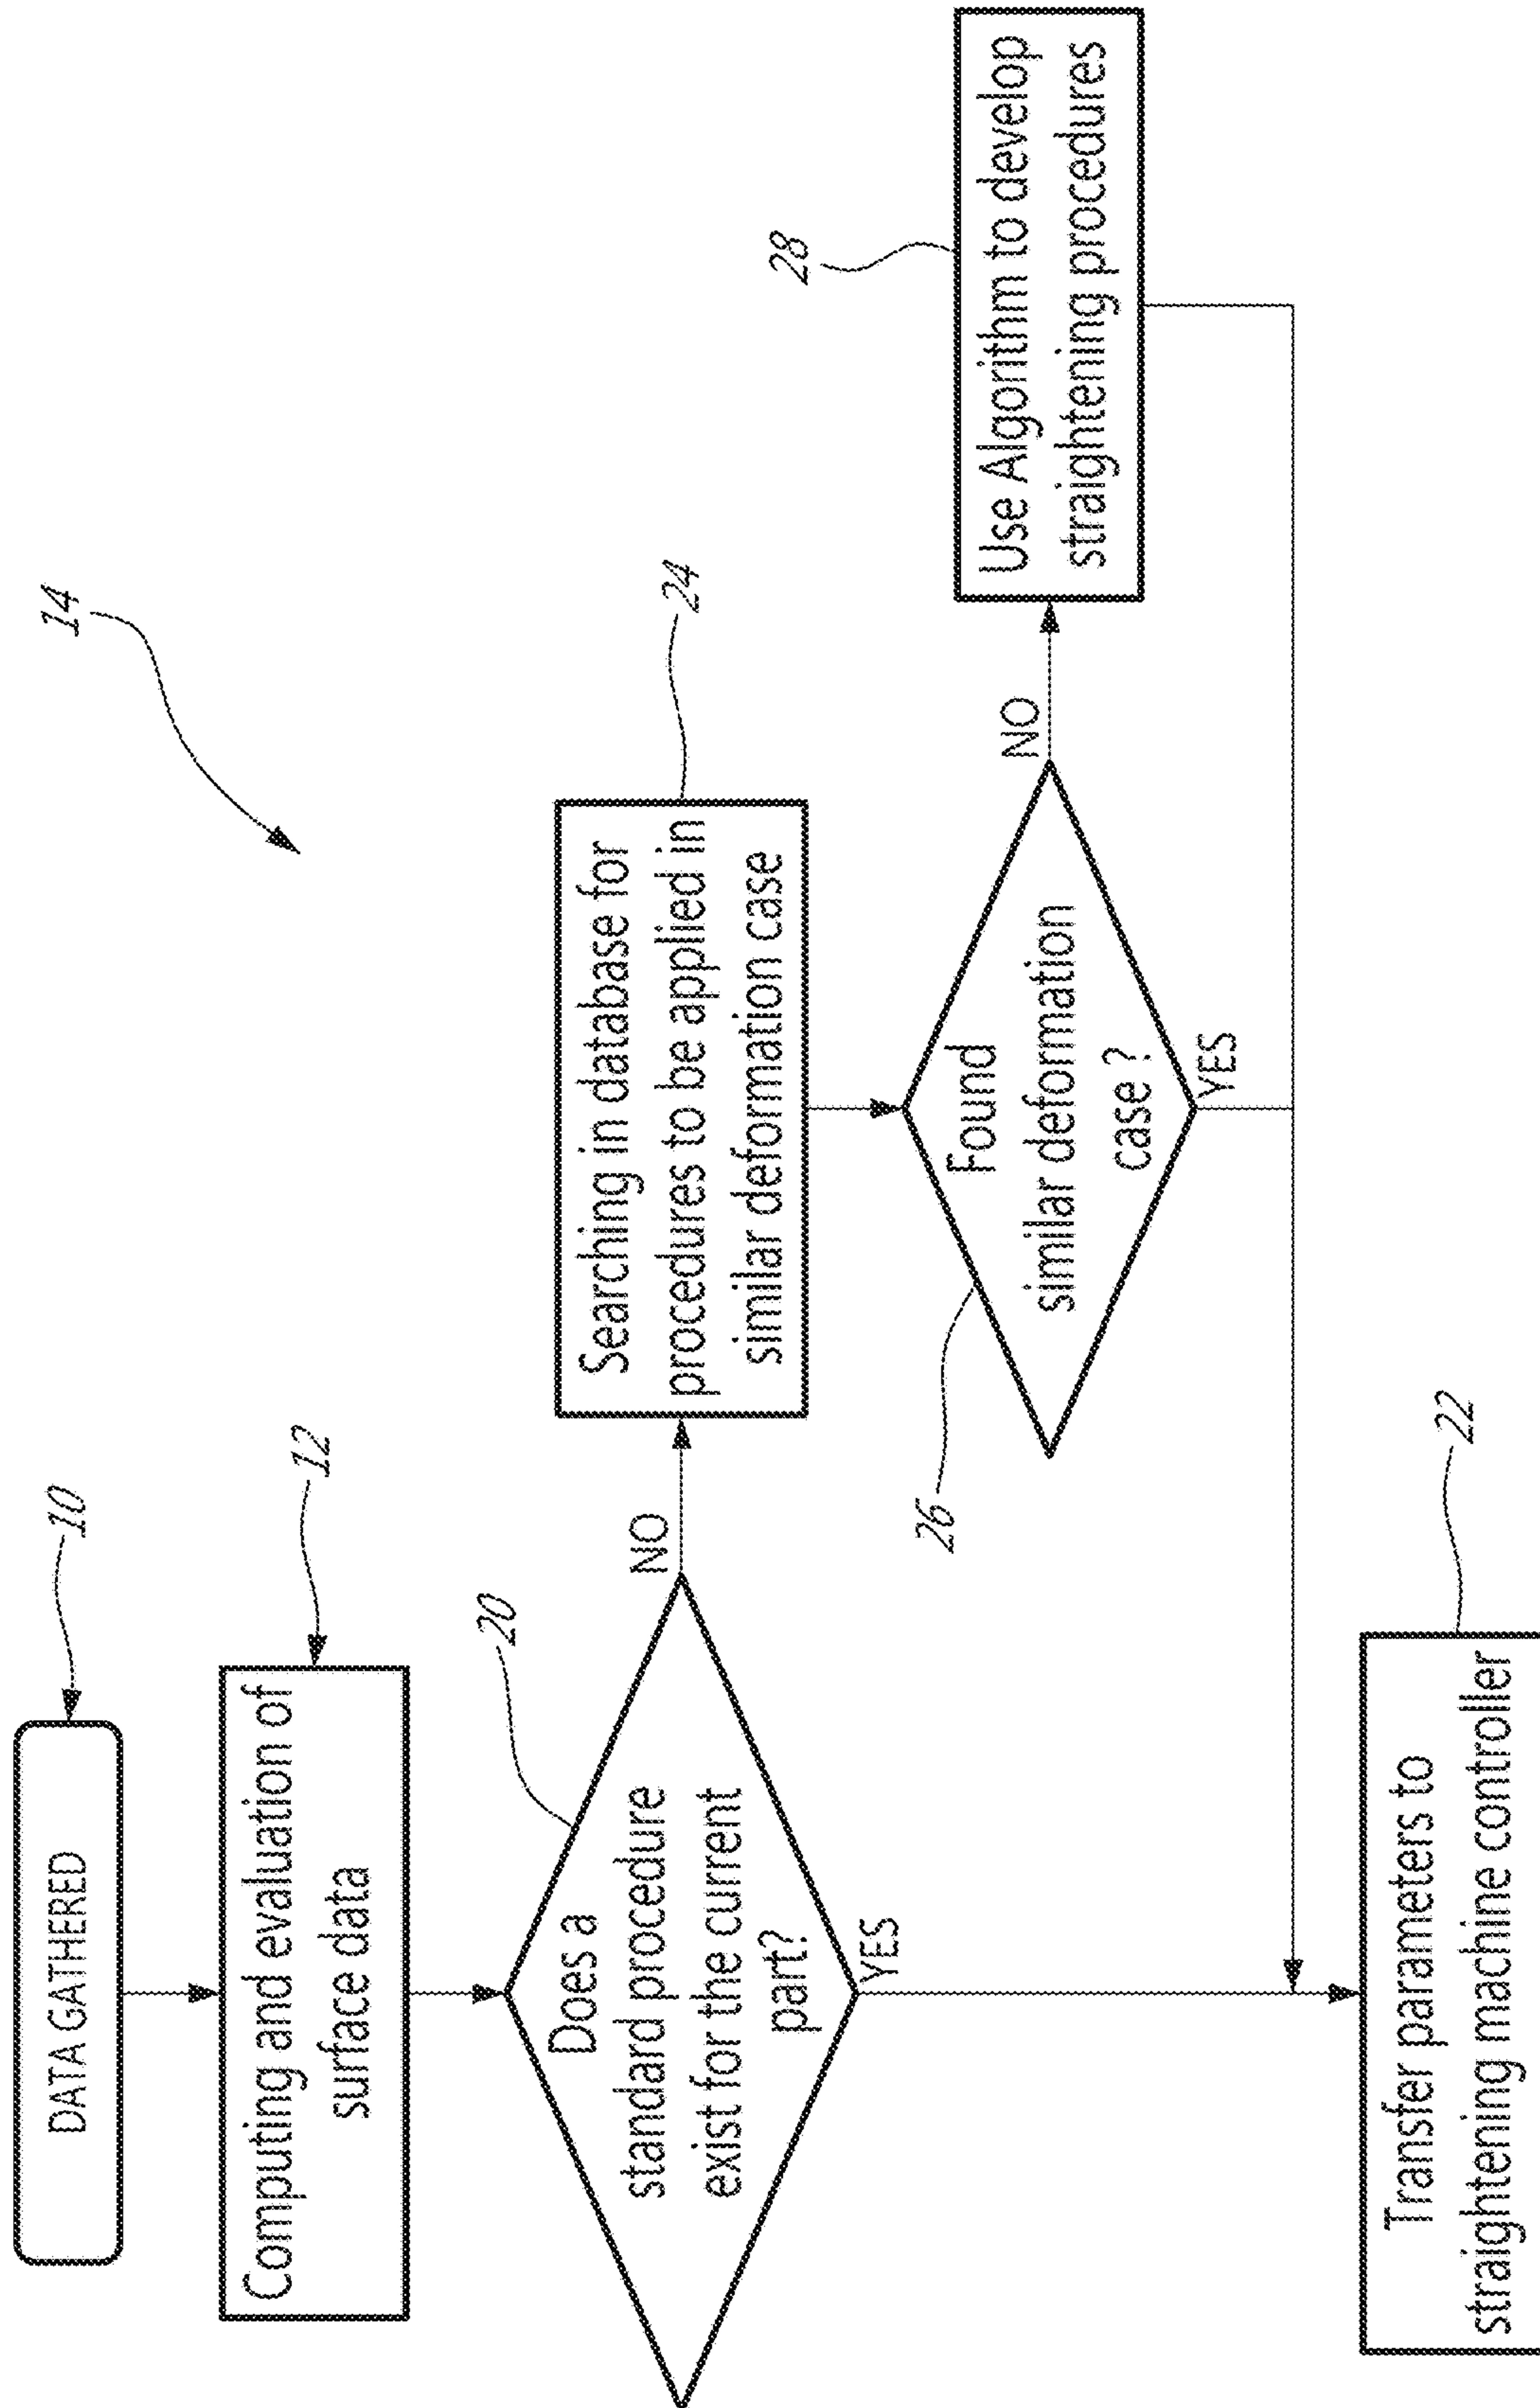 DATA GATHERED
10
14
Computing and evaluation of
surface data
12
20
Does a
standard procedure
exist for the current
part?
NO
YES
Searching in database for
procedures to be applied in
similar deformation case
24
26
Found
similar deformation
case ?
NO
YES
28
Use Algorithm to develop
straightening procedures
Transfer parameters to
straightening machine controller
22